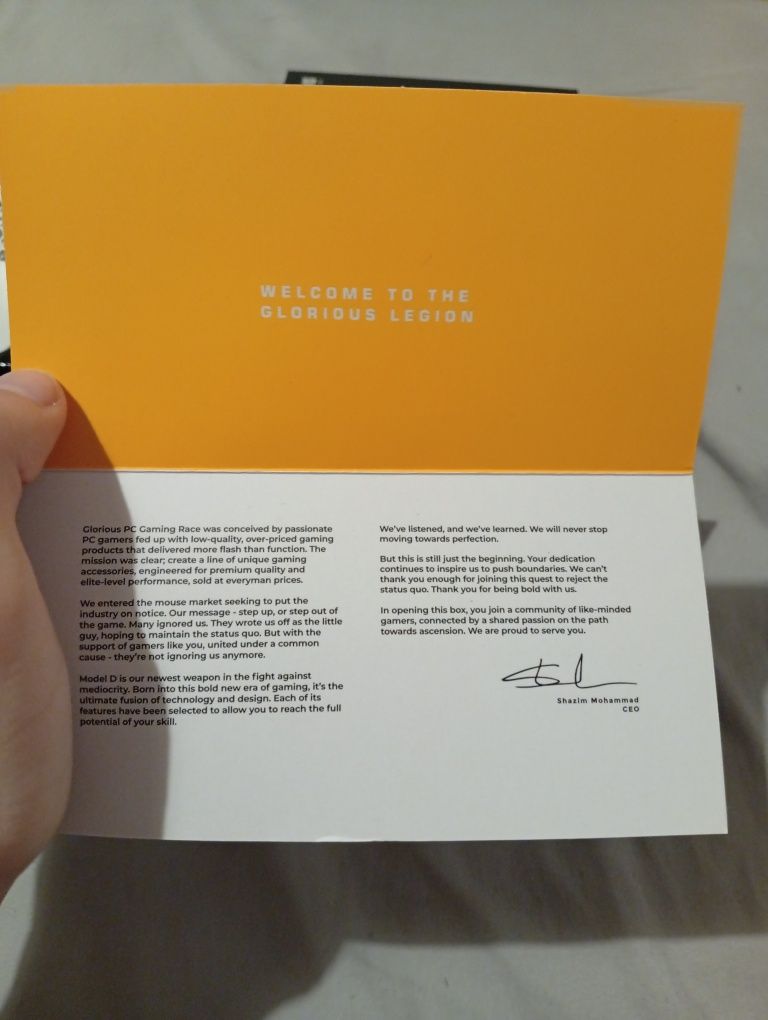 WELCOME TO THE
GLORIOUS LEGION
Glorious PC Gaming Race was conceived by passionate
PC gamers fed up with low-quality, over-priced gaming
products that delivered more flash than function. The
mission was clear; create a line of unique gaming
accessories, engineered for premium quality and
elite-level performance, sold at everyman prices.
We entered the mouse market seeking to put the
industry on notice. Our message - step up, or step out of
the game. Many ignored us. They wrote us off as the little
guy, hoping to maintain the status quo. But with the
support of gamers like you, united under a common
cause - they're not ignoring us anymore.
Model D is our newest weapon in the fight against
mediocrity. Born into this bold new era of gaming, it's the
ultimate fusion of technology and design. Each of its
features have been selected to allow you to reach the full
potential of your skill.
We've listened, and we've learned. We will never stop
moving towards perfection.
But this is still just the beginning. Your dedication
continues to inspire us to push boundaries. We can't
thank you enough for joining this quest to reject the
status quo. Thank you for being bold with us.
In opening this box, you join a community of like-minded
gamers, connected by a shared passion on the path
towards ascension. We are proud to serve you.
Shazim Mohammad
CEO